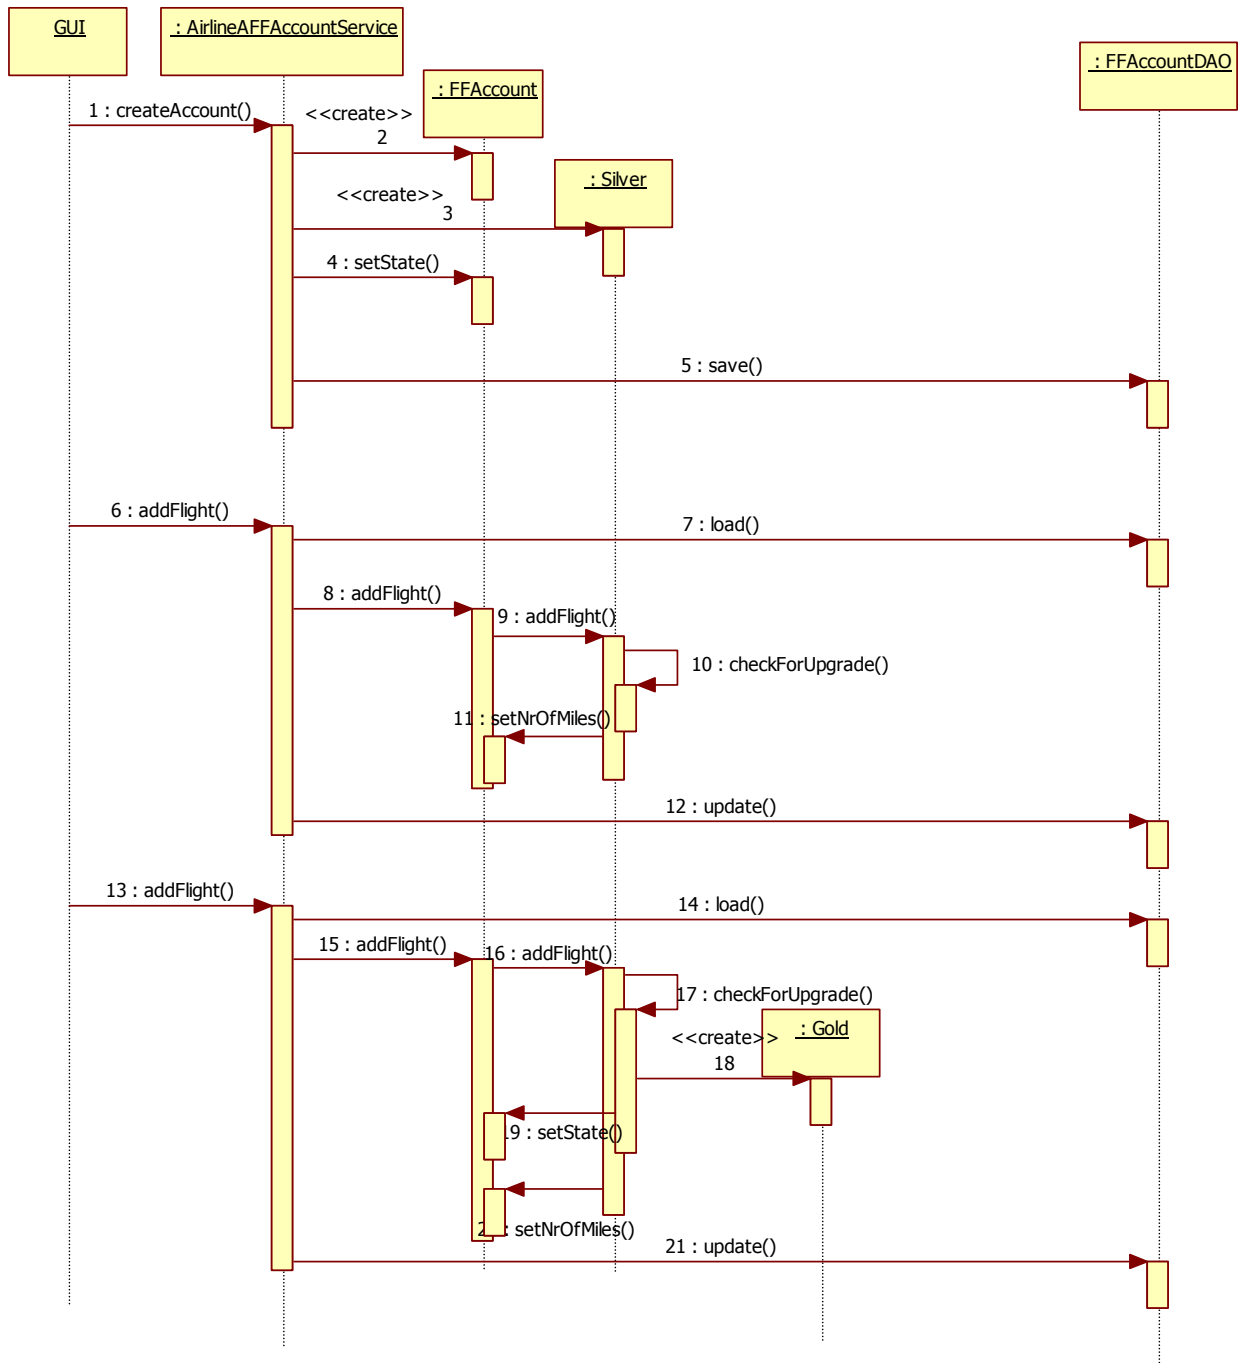 GUI
: AirlineAFFAccountService
: FFAccountDAO
: FFAccount
1 : createAccount()
<<create>>
2
: Silver
<<create>>
3
4 : setState()
5 : save()
6 : addFlight()
7 : load()
8 : addFlight()
9 : addFlight()
10 : checkForUpgrade()
11 : setNrOfMiles()
12 : update()
13 : addFlight()
14 : load()
15 : addFlight()
16 : addFlight()
17 : checkForUpgrade()
: Gold
<<create>>
18
19 : setState()
: setNrOfMiles()
21 : update()